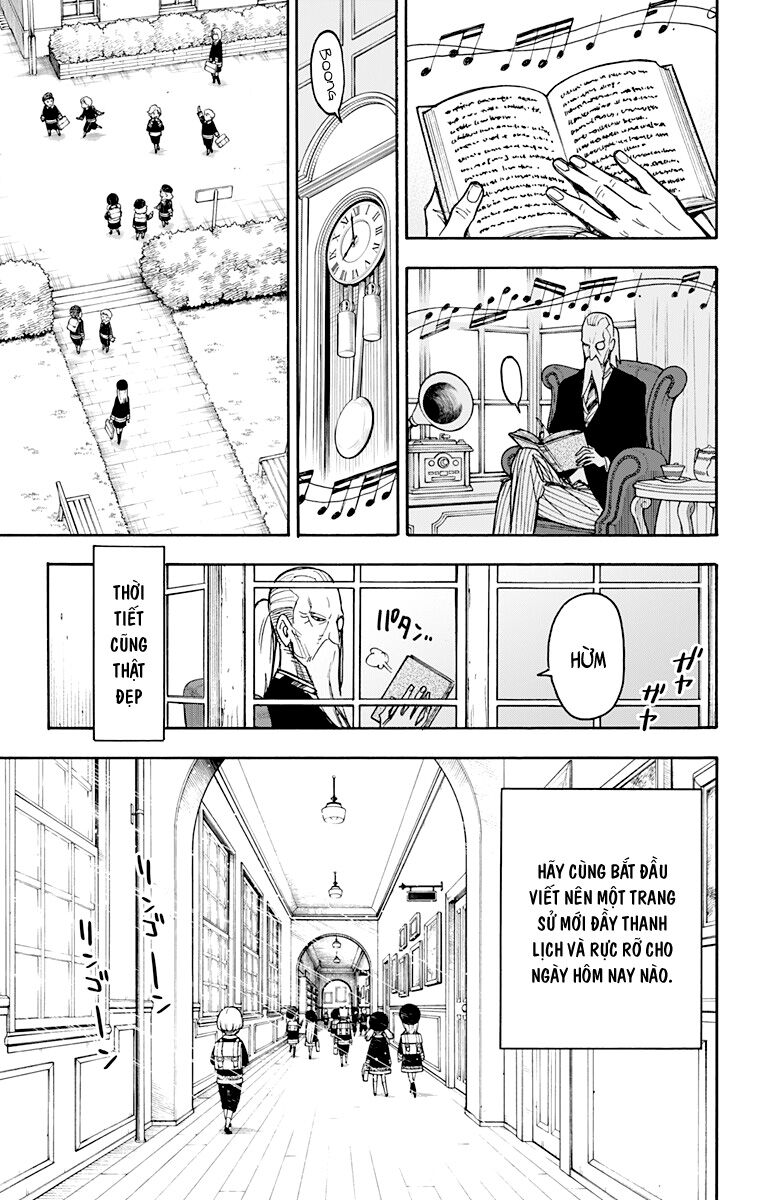 Boong
HỪM
ガヤ
ガヤ
パタン..
THỜI
TIẾT
CŨNG
THẬT
ĐẸP
HÃY CÙNG BẮT ĐẦU
VIẾT NÊN MỘT TRANG
SỬ MỚI ĐẦY THANH
LỊCH VÀ RỰC RỠ CHO
NGÀY HÔM NAY NÀO.
リンゴーン
リンゴーン